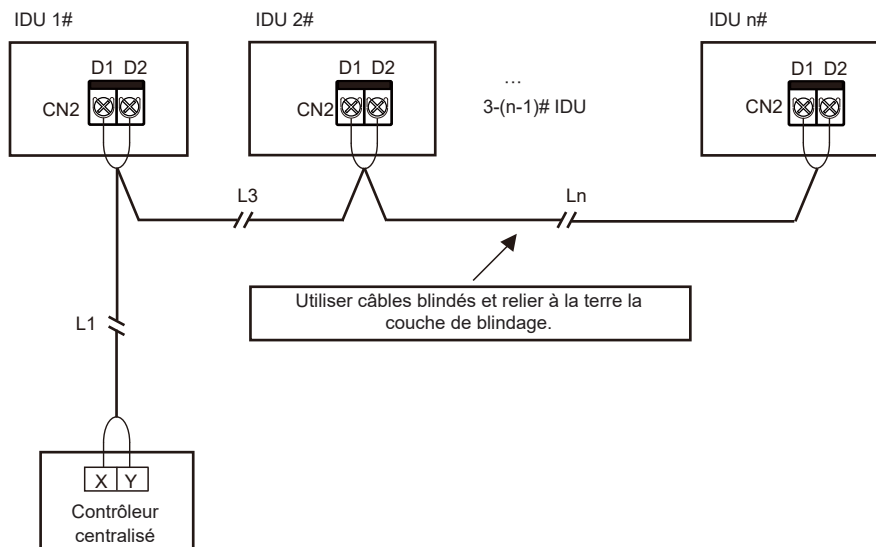 IDU 1#
IDU 2#
IDU n#
D1 D2
D1 D2
D1 D2
CN2
CN2
CN2
...
3-(n-1)# IDU
L3
Ln
Utiliser câbles blindés et relier à la terre la
couche de blindage.
L1
X Y
Contrôleur
centralisé